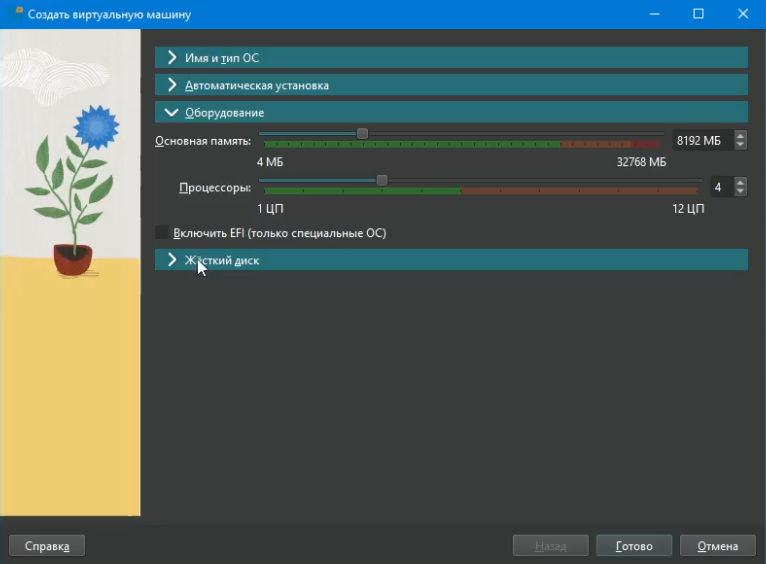 Создать виртуальную машину
Имя и тип ОС
Автоматическая установка
Оборудование
Основная память: 8192 МБ
4 МБ 32768 МБ
Процессоры: 4
1 ЦП 12 ЦП
Включить EFI (только специальные ОС)
Жёсткий диск
Справка Назад Готово Отмена